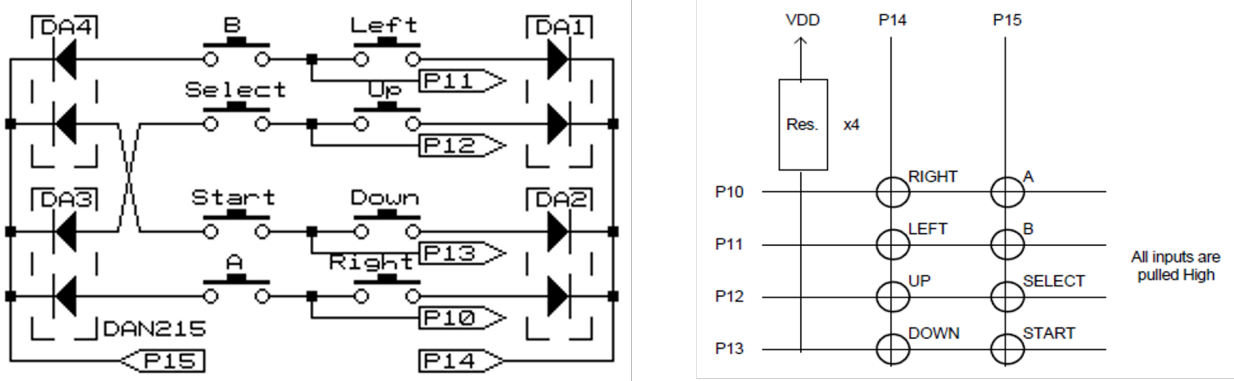 DA4 B Left DA1
P11
Select Up
P12
DA3 Start Down DA2
P13
A Right
P10
DAN215
P15 P14
VDD P14 P15
Res. x4
P10 RIGHT A
P11 LEFT B
All inputs are
pulled High
P12 UP SELECT
P13 DOWN START